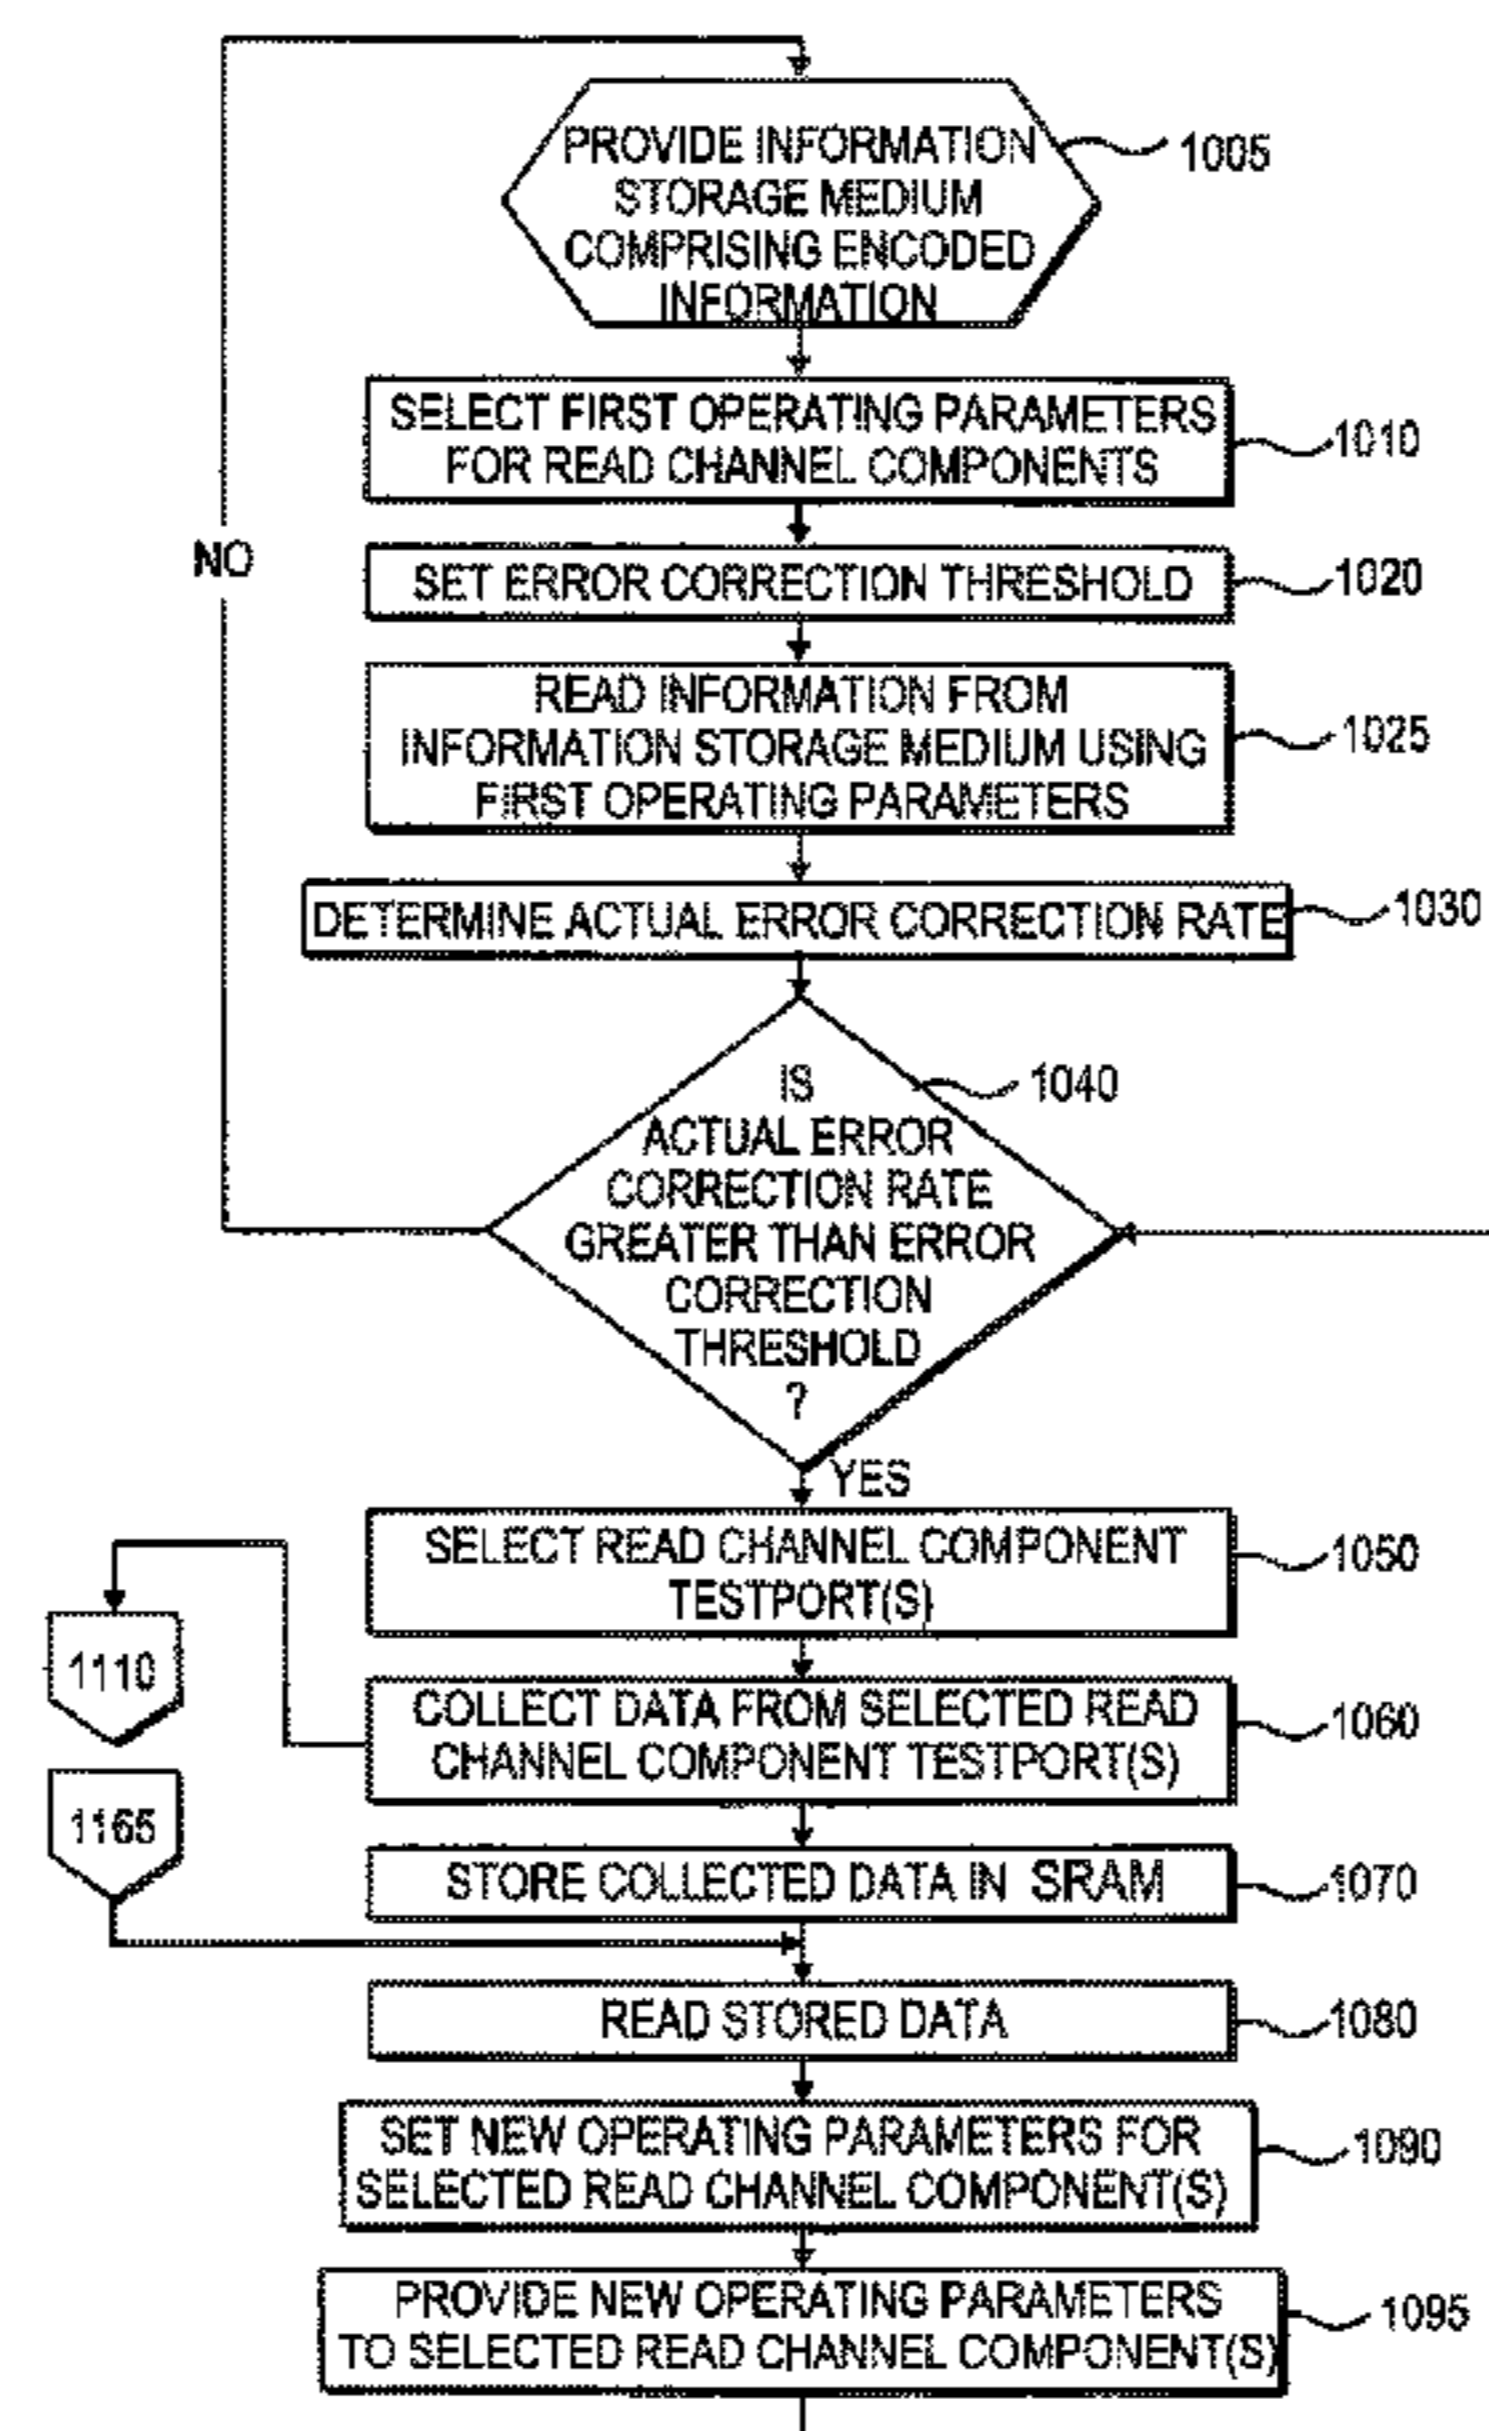 PROVIDE INFORMATION
STORAGE MEDIUM
COMPRISING ENCODED
INFORMATION
1005
SELECT FIRST OPERATING PARAMETERS
FOR READ CHANNEL COMPONENTS
1010
NO
SET ERROR CORRECTION THRESHOLD
1020
READ INFORMATION FROM
INFORMATION STORAGE MEDIUM USING
FIRST OPERATING PARAMETERS
1025
DETERMINE ACTUAL ERROR CORRECTION RATE
1030
IS
ACTUAL ERROR
CORRECTION RATE
GREATER THAN ERROR
CORRECTION
THRESHOLD
?
1040
YES
SELECT READ CHANNEL COMPONENT
TESTPORT(S)
1050
1110
COLLECT DATA FROM SELECTED READ
CHANNEL COMPONENT TESTPORT(S)
1060
1165
STORE COLLECTED DATA IN SRAM
1070
READ STORED DATA
1080
SET NEW OPERATING PARAMETERS FOR
SELECTED READ CHANNEL COMPONENT(S)
1090
PROVIDE NEW OPERATING PARAMETERS
TO SELECTED READ CHANNEL COMPONENT(S)
1095